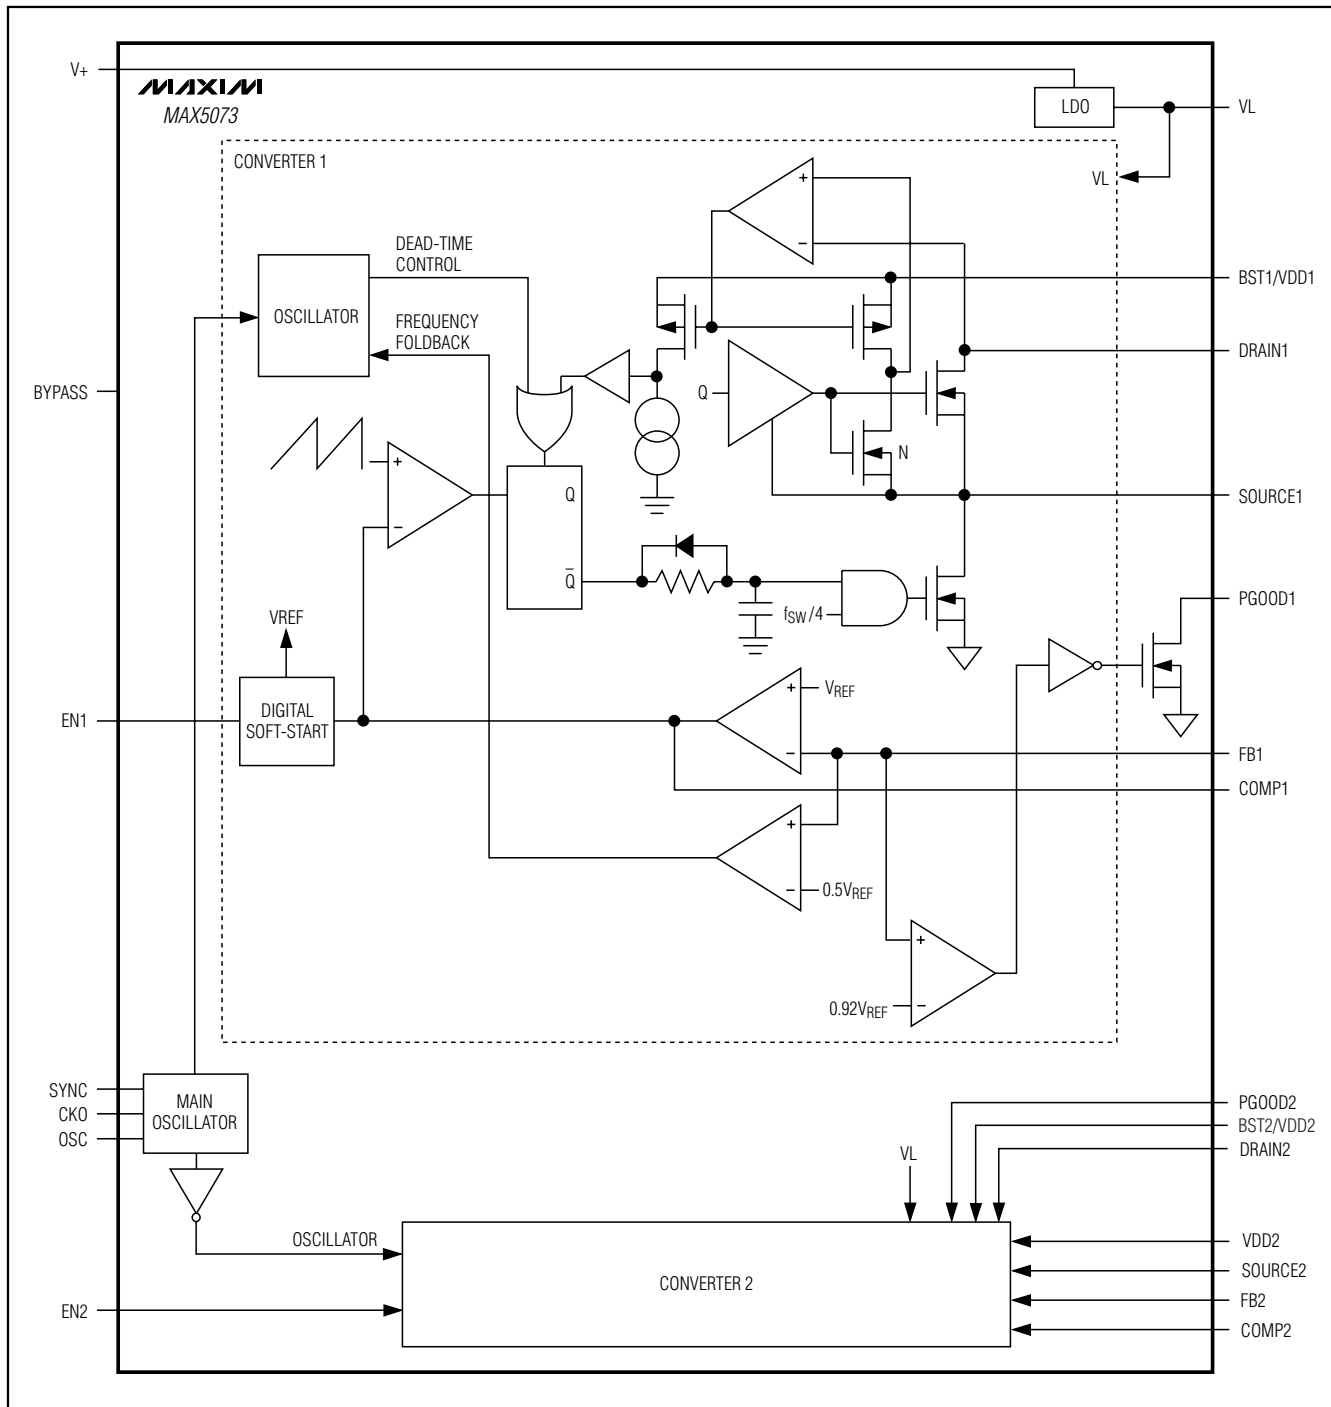 V+
MAXIM
MAX5073
LDO
VL
CONVERTER 1
VL
+
−
DEAD-TIME
CONTROL
BST1/VDD1
OSCILLATOR
FREQUENCY
FOLDBACK
DRAIN1
BYPASS
Q
N
+
−
Q
SOURCE1
Q̅
fSW/4
PGOOD1
VREF
EN1
DIGITAL
SOFT-START
+
VREF
−
FB1
COMP1
+
−
0.5VREF
+
0.92VREF
−
SYNC
CKO
OSC
MAIN
OSCILLATOR
PGOOD2
BST2/VDD2
DRAIN2
VL
OSCILLATOR
CONVERTER 2
VDD2
SOURCE2
FB2
COMP2
EN2